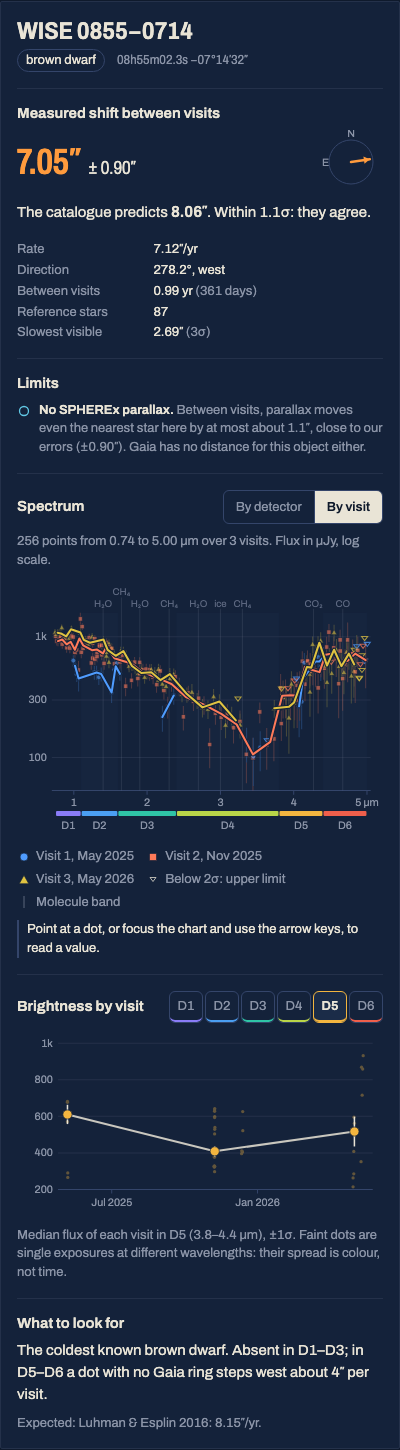 WISE 0855−0714
brown dwarf 08h55m02.3s −07°14′32″
Measured shift between visits
7.05″ ± 0.90″
N
E
The catalogue predicts 8.06″. Within 1.1σ: they agree.
Rate 7.12″/yr
Direction 278.2°, west
Between visits 0.99 yr (361 days)
Reference stars 87
Slowest visible 2.69″ (3σ)
Limits
No SPHEREx parallax. Between visits, parallax moves
even the nearest star here by at most about 1.1″, close to our
errors (±0.90″). Gaia has no distance for this object either.
Spectrum By detector By visit
256 points from 0.74 to 5.00 μm over 3 visits. Flux in μJy, log
scale.
CH₄
H₂O H₂O CH₄ H₂O ice CH₄ CO₂ CO
1k
300
100
1 2 3 4 5 μm
D1 D2 D3 D4 D5 D6
Visit 1, May 2025 Visit 2, Nov 2025
Visit 3, May 2026 Below 2σ: upper limit
Molecule band
Point at a dot, or focus the chart and use the arrow keys, to
read a value.
Brightness by visit D1 D2 D3 D4 D5 D6
1k
800
600
400
200
Jul 2025 Jan 2026
Median flux of each visit in D5 (3.8–4.4 μm), ±1σ. Faint dots are
single exposures at different wavelengths: their spread is colour,
not time.
What to look for
The coldest known brown dwarf. Absent in D1–D3; in
D5–D6 a dot with no Gaia ring steps west about 4″ per
visit.
Expected: Luhman & Esplin 2016: 8.15″/yr.